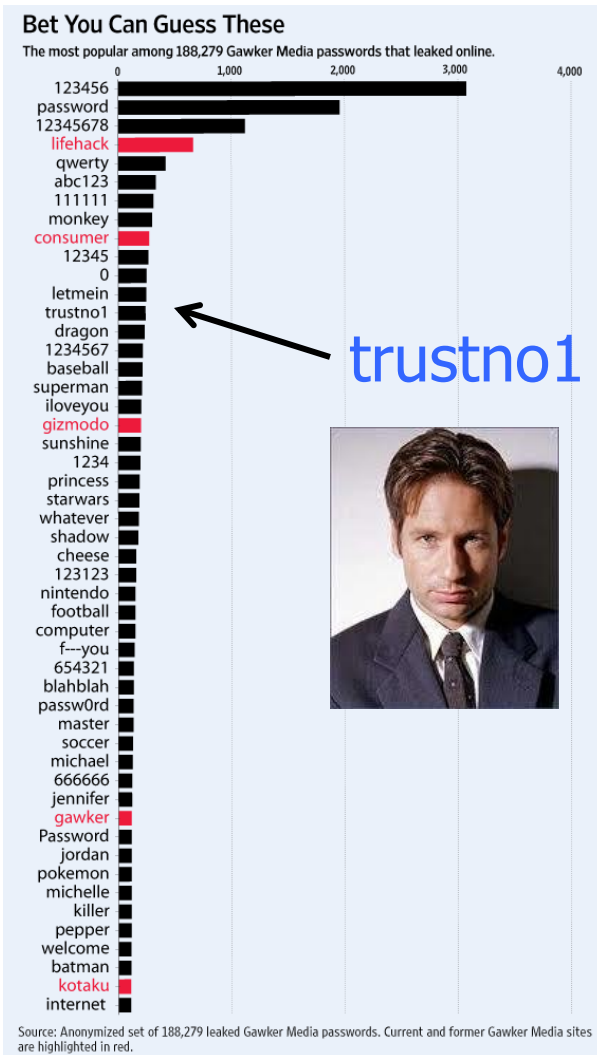 Bet You Can Guess These
The most popular among 188,279 Gawker Media passwords that leaked online.
0 1,000 2,000 3,000 4,000
123456
password
12345678
lifehack
qwerty
abc123
111111
monkey
consumer
12345
0
letmein
trustno1
dragon
trustno1
1234567
baseball
superman
iloveyou
gizmodo
sunshine
1234
princess
starwars
whatever
shadow
cheese
123123
nintendo
football
computer
f---you
654321
blahblah
passw0rd
master
soccer
michael
666666
jennifer
gawker
Password
jordan
pokemon
michelle
killer
pepper
welcome
batman
kotaku
internet
Source: Anonymized set of 188,279 leaked Gawker Media passwords. Current and former Gawker Media sites
are highlighted in red.